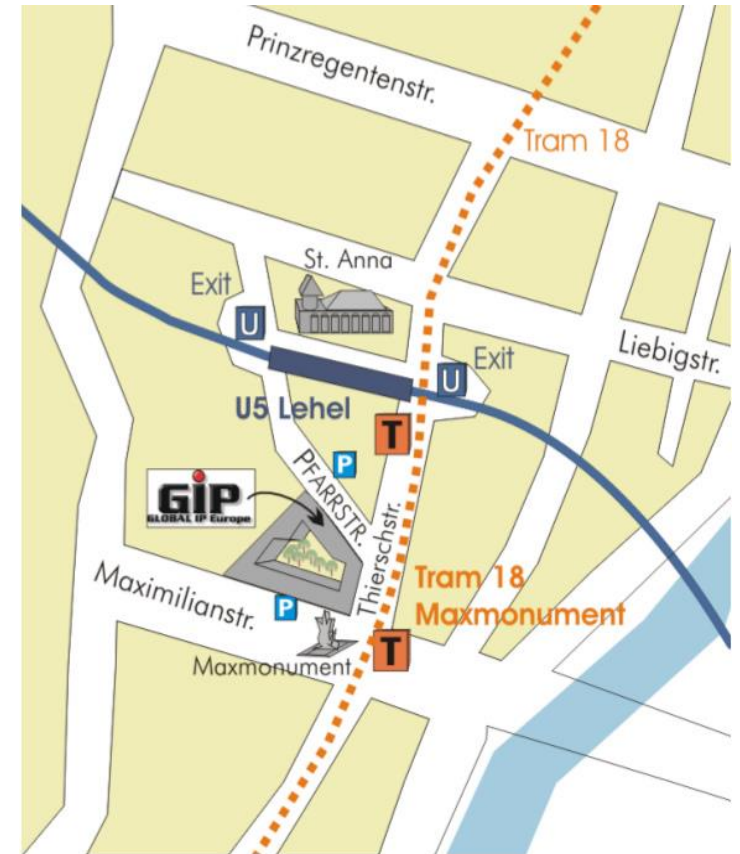 Prinzregentenstr.
Tram 18
St. Anna
Exit
U
Liebigstr.
Exit
U
U5 Lehel
T
P
PFARRSTR.
GIP
GLOBAL IP Europe
Thierschstr.
Maximilianstr.
P
Tram 18
Maxmonument
T
Maxmonument